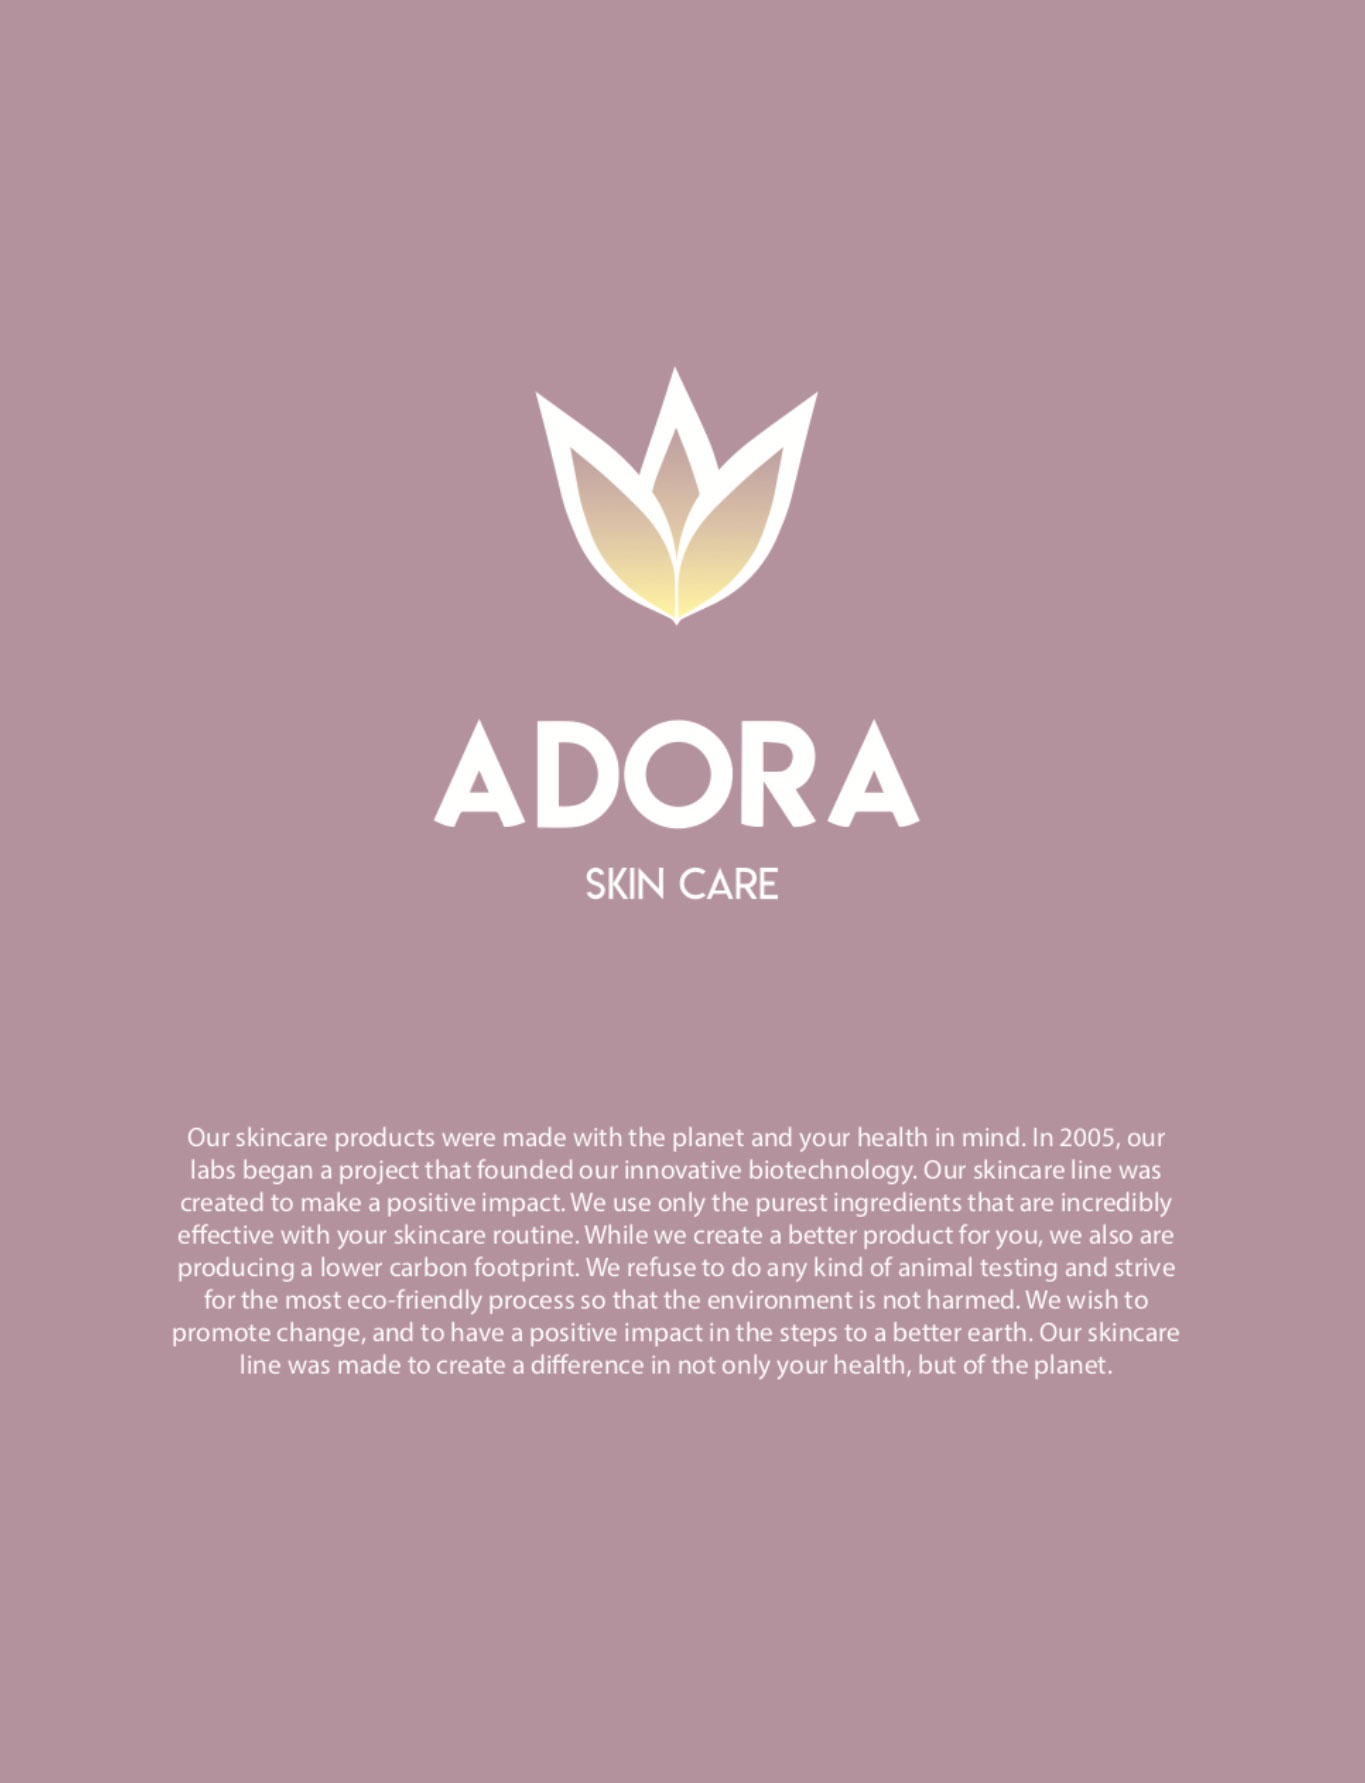 ADORA
SKIN CARE
Our skincare products were made with the planet and your health in mind. In 2005, our
labs began a project that founded our innovative biotechnology. Our skincare line was
created to make a positive impact. We use only the purest ingredients that are incredibly
effective with your skincare routine. While we create a better product for you, we also are
producing a lower carbon footprint. We refuse to do any kind of animal testing and strive
for the most eco-friendly process so that the environment is not harmed. We wish to
promote change, and to have a positive impact in the steps to a better earth. Our skincare
line was made to create a difference in not only your health, but of the planet.